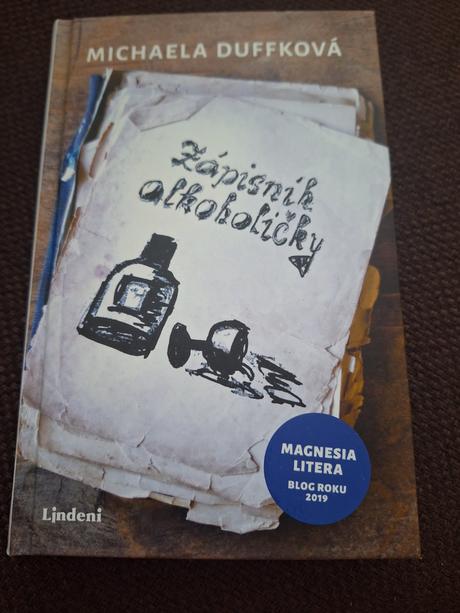 MICHAELA DUFFKOVÁ
Zápisník
alkoholičky
MAGNESIA
LITERA
BLOG ROKU
2019
Lindeni